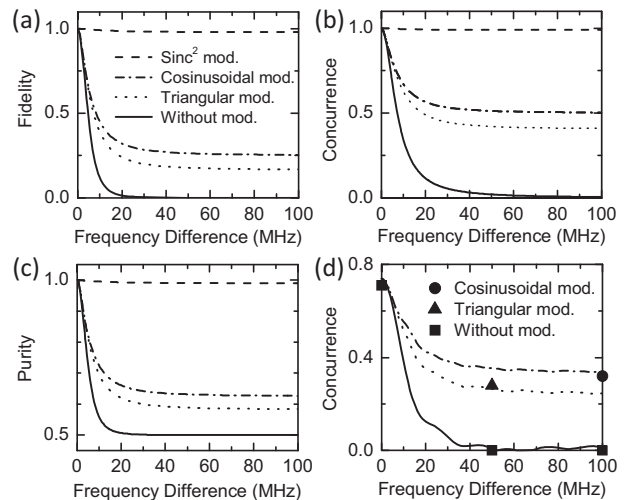 (a)
1.0
Sinc² mod.
Cosinusoidal mod.
Triangular mod.
Without mod.
0.5
0.0
Fidelity
0 20 40 60 80 100
Frequency Difference (MHz)
(b)
1.0
0.5
0.0
Concurrence
0 20 40 60 80 100
Frequency Difference (MHz)
(c)
1.0
0.5
Purity
0 20 40 60 80 100
Frequency Difference (MHz)
(d)
0.8
Cosinusoidal mod.
Triangular mod.
Without mod.
0.4
0.0
Concurrence
0 20 40 60 80 100
Frequency Difference (MHz)